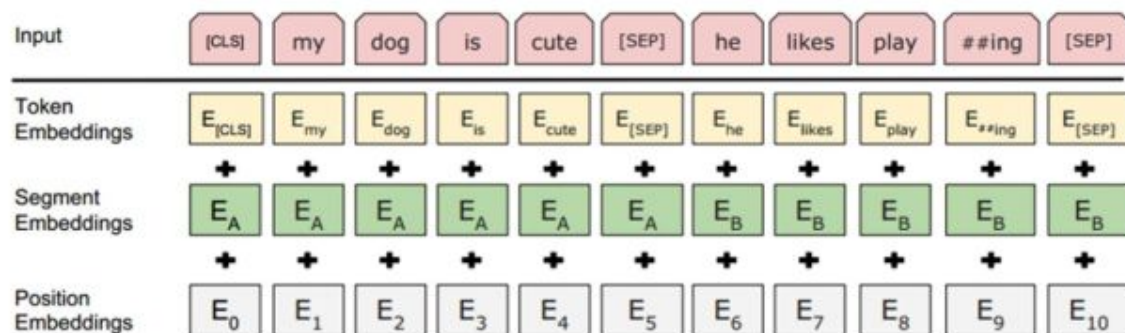 Input [CLS] my dog is cute [SEP] he likes play ##ing [SEP]
Token
Embeddings E[CLS] Emy Edog Eis Ecute E[SEP] Ehe Elikes Eplay E##ing E[SEP]
+ + + + + + + + + + +
Segment
Embeddings EA EA EA EA EA EA EB EB EB EB EB
+ + + + + + + + + + +
Position
Embeddings E0 E1 E2 E3 E4 E5 E6 E7 E8 E9 E10